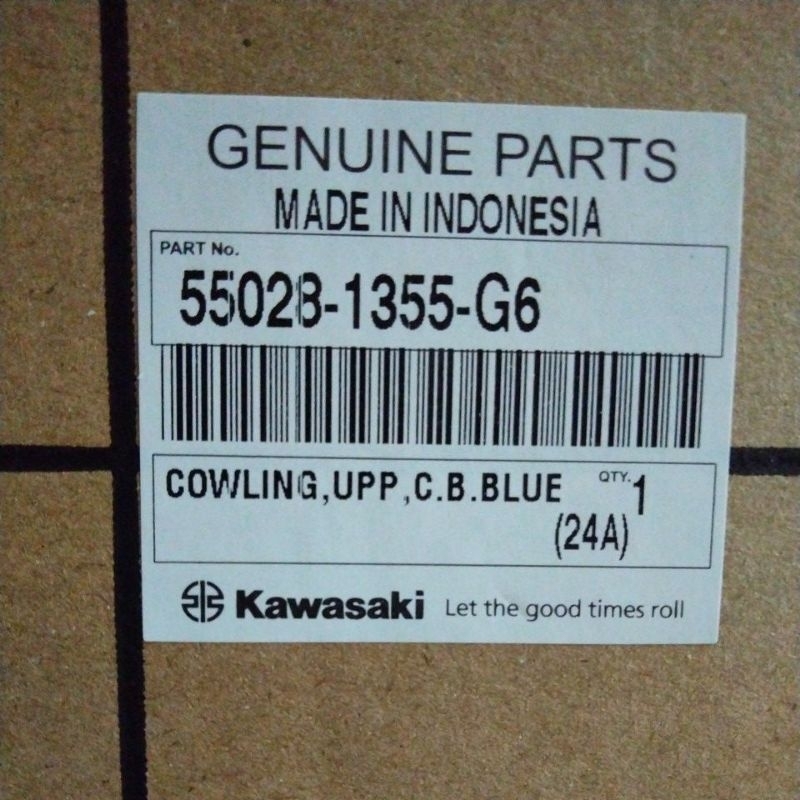 GENUINE PARTS
MADE IN INDONESIA
PART No.
55028-1355-G6
COWLING,UPP,C.B.BLUE QTY. 1
(24A)
Kawasaki Let the good times roll